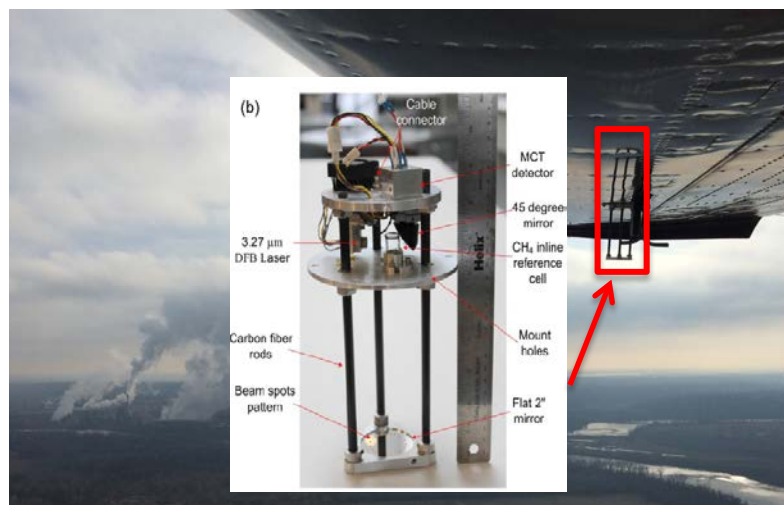 (b)
Cable
connector
MCT
detector
45 degree
mirror
3.27 μm
DFB Laser
CH₄ inline
reference
cell
Helix
Mount
holes
Carbon fiber
rods
Beam spots
pattern
Flat 2"
mirror